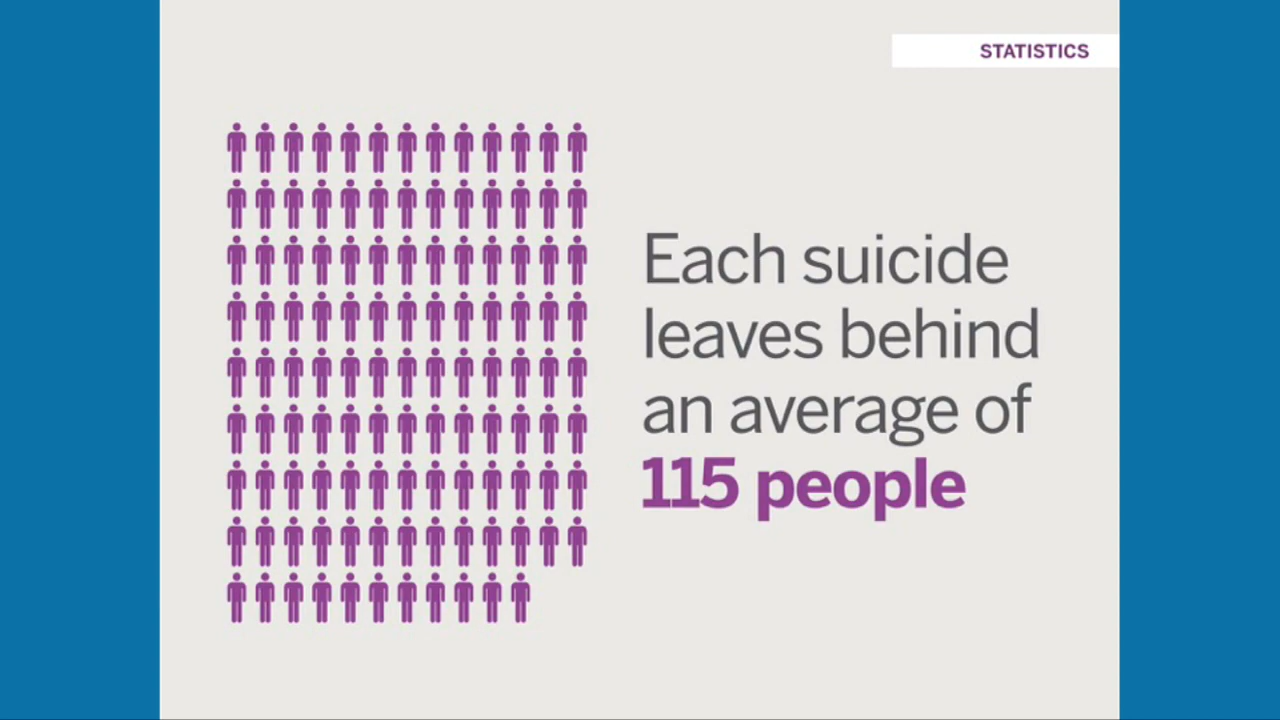 STATISTICS
Each suicide
leaves behind
an average of
115 people